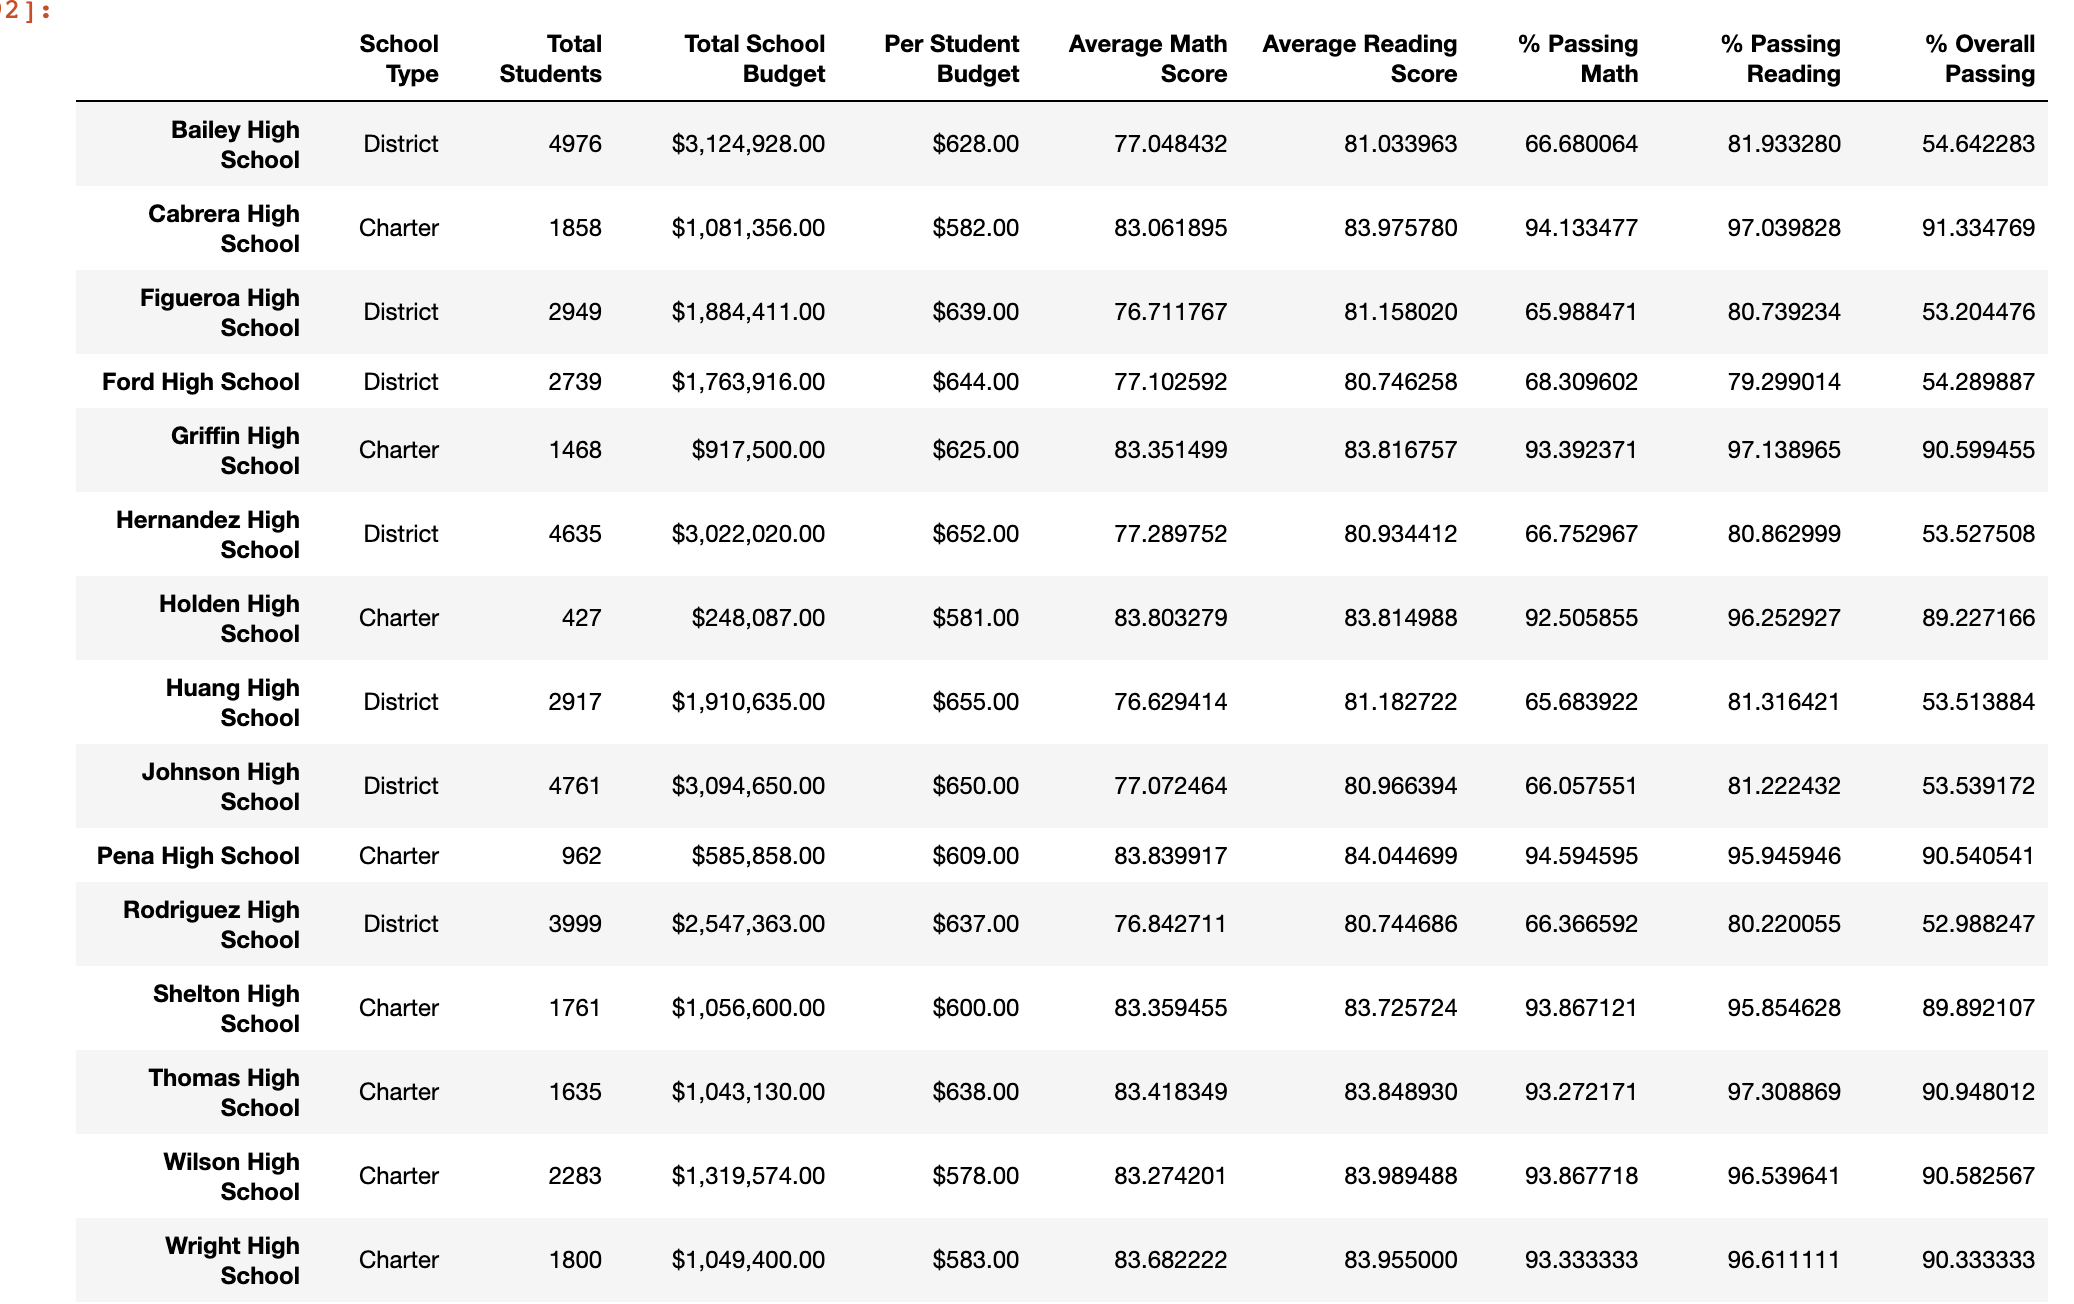 2]:
School Total Total School Per Student Average Math Average Reading % Passing % Passing % Overall
Type Students Budget Budget Score Score Math Reading Passing
Bailey High
School District 4976 $3,124,928.00 $628.00 77.048432 81.033963 66.680064 81.933280 54.642283
Cabrera High
School Charter 1858 $1,081,356.00 $582.00 83.061895 83.975780 94.133477 97.039828 91.334769
Figueroa High
School District 2949 $1,884,411.00 $639.00 76.711767 81.158020 65.988471 80.739234 53.204476
Ford High School District 2739 $1,763,916.00 $644.00 77.102592 80.746258 68.309602 79.299014 54.289887
Griffin High
School Charter 1468 $917,500.00 $625.00 83.351499 83.816757 93.392371 97.138965 90.599455
Hernandez High
School District 4635 $3,022,020.00 $652.00 77.289752 80.934412 66.752967 80.862999 53.527508
Holden High
School Charter 427 $248,087.00 $581.00 83.803279 83.814988 92.505855 96.252927 89.227166
Huang High
School District 2917 $1,910,635.00 $655.00 76.629414 81.182722 65.683922 81.316421 53.513884
Johnson High
School District 4761 $3,094,650.00 $650.00 77.072464 80.966394 66.057551 81.222432 53.539172
Pena High School Charter 962 $585,858.00 $609.00 83.839917 84.044699 94.594595 95.945946 90.540541
Rodriguez High
School District 3999 $2,547,363.00 $637.00 76.842711 80.744686 66.366592 80.220055 52.988247
Shelton High
School Charter 1761 $1,056,600.00 $600.00 83.359455 83.725724 93.867121 95.854628 89.892107
Thomas High
School Charter 1635 $1,043,130.00 $638.00 83.418349 83.848930 93.272171 97.308869 90.948012
Wilson High
School Charter 2283 $1,319,574.00 $578.00 83.274201 83.989488 93.867718 96.539641 90.582567
Wright High
School Charter 1800 $1,049,400.00 $583.00 83.682222 83.955000 93.333333 96.611111 90.333333